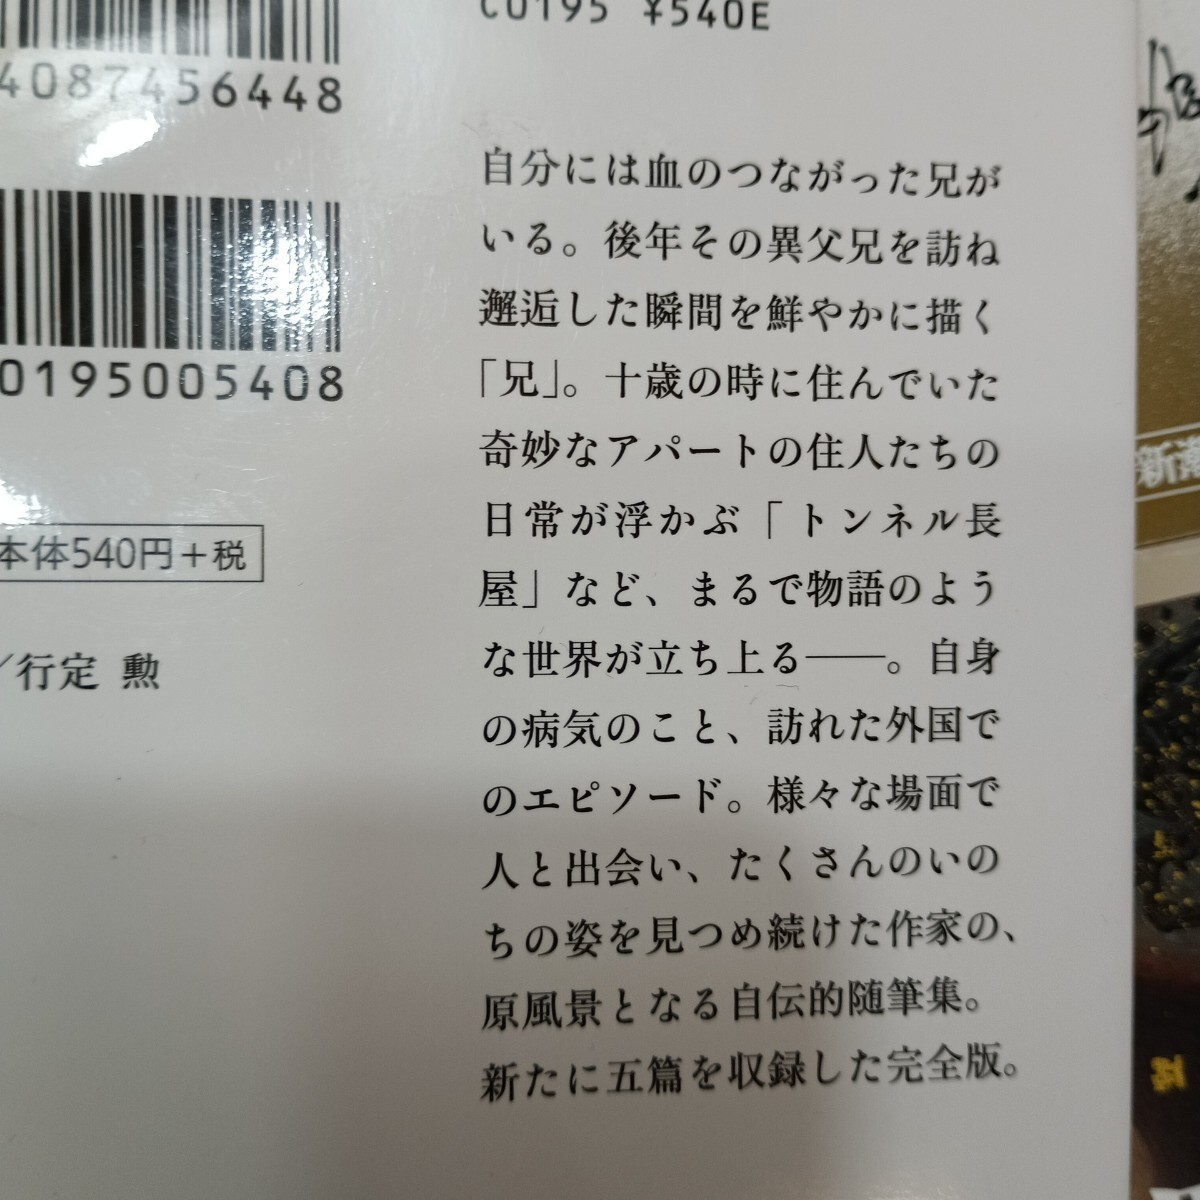 C0195 ¥540E
4087456448
0195005408
本体540円+税
/行定 勲
自分には血のつながった兄が
いる。後年その異父兄を訪ね
邂逅した瞬間を鮮やかに描く
「兄」。十歳の時に住んでいた
奇妙なアパートの住人たちの
日常が浮かぶ「トンネル長
屋」など、まるで物語のよう
な世界が立ち上る――。自身
の病気のこと、訪れた外国で
のエピソード。様々な場面で
人と出会い、たくさんのいの
ちの姿を見つめ続けた作家の、
原風景となる自伝的随筆集。
新たに五篇を収録した完全版。
新潮